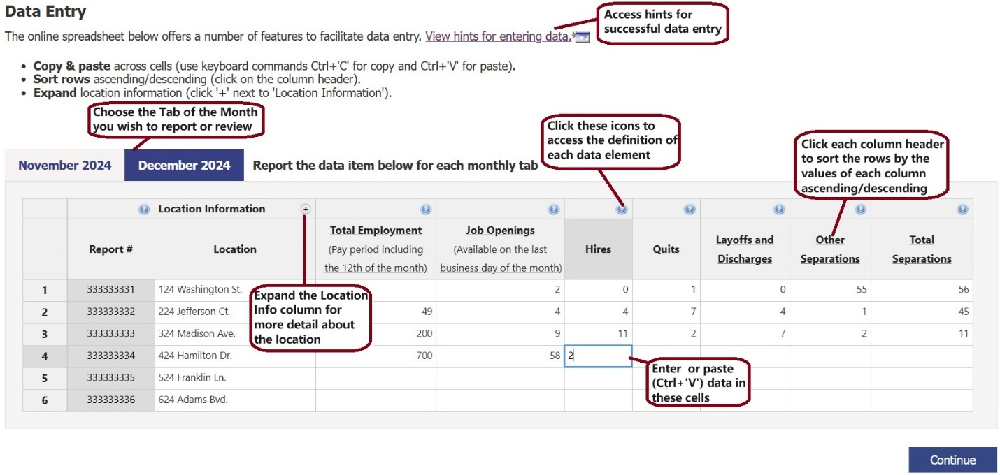 Data Entry
Access hints for
successful data entry
The online spreadsheet below offers a number of features to facilitate data entry. View hints for entering data.
• Copy & paste across cells (use keyboard commands Ctrl+'C' for copy and Ctrl+'V' for paste).
• Sort rows ascending/descending (click on the column header).
• Expand location information (click '+' next to 'Location Information').
Choose the Tab of the Month
you wish to report or review
Click these icons to
access the definition of
each data element
Click each column header
to sort the rows by the
values of each column
ascending/descending
November 2024 December 2024 Report the data item below for each monthly tab
? Location Information + ? ? ? ? ? ? ?
Report #
Location
Total Employment
(Pay period including
the 12th of the month)
Job Openings
(Available on the last
business day of the month)
Hires
Quits
Layoffs and
Discharges
Other
Separations
Total
Separations
1 333333331 124 Washington St. 2 0 1 0 55 56
2 333333332 224 Jefferson Ct. 49 4 4 7 4 1 45
3 333333333 324 Madison Ave. 200 9 11 2 7 2 11
4 333333334 424 Hamilton Dr. 700 58 2
5 333333335 524 Franklin Ln.
6 333333336 624 Adams Bvd.
Expand the Location
Info column for
more detail about
the location
Enter or paste
(Ctrl+'V') data in
these cells
Continue